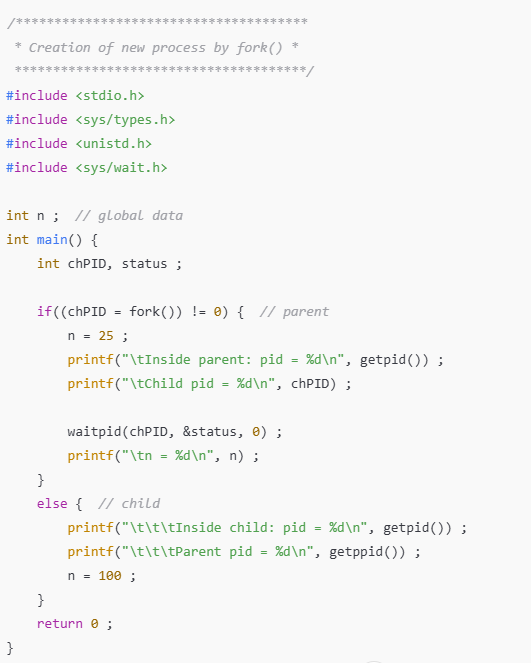 /**************************************
 * Creation of new process by fork() *
 **************************************/
#include <stdio.h>
#include <sys/types.h>
#include <unistd.h>
#include <sys/wait.h>

int n ;  // global data
int main() {
    int chPID, status ;

    if((chPID = fork()) != 0) {  // parent
        n = 25 ;
        printf("\tInside parent: pid = %d\n", getpid()) ;
        printf("\tChild pid = %d\n", chPID) ;

        waitpid(chPID, &status, 0) ;
        printf("\tn = %d\n", n) ;
    }
    else {  // child
        printf("\t\t\tInside child: pid = %d\n", getpid()) ;
        printf("\t\t\tParent pid = %d\n", getppid()) ;
        n = 100 ;
    }
    return 0 ;
}